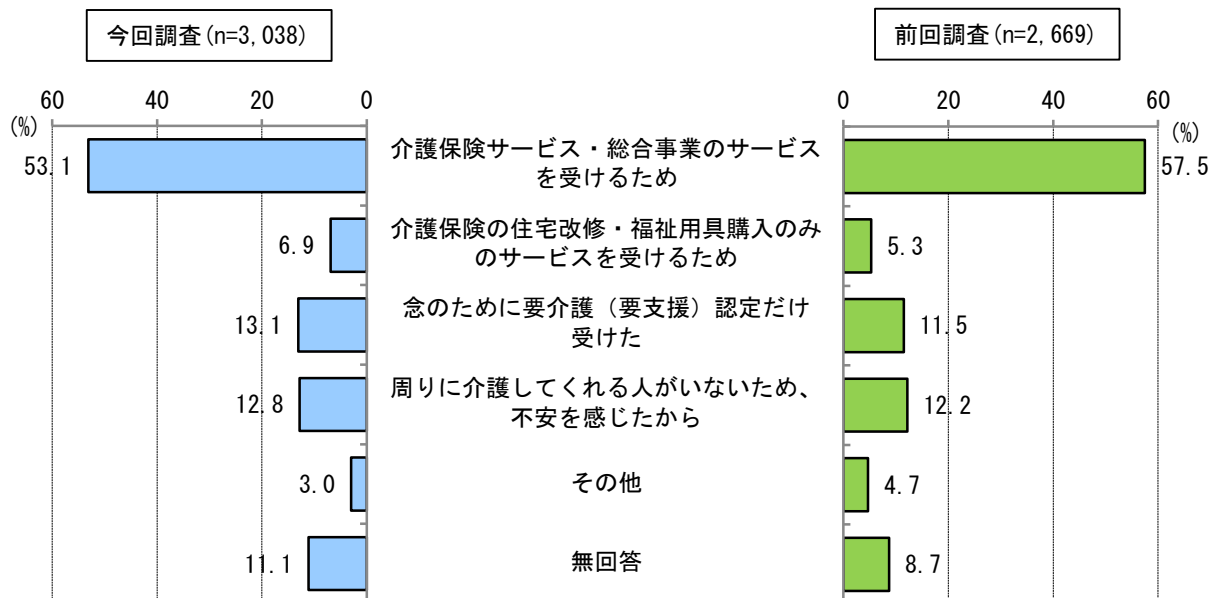 今回調査(n=3,038)
前回調査(n=2,669)
60 40 20 0
0 20 40 60
(%)
(%)
介護保険サービス・総合事業のサービス
を受けるため
53.1
57.5
介護保険の住宅改修・福祉用具購入のみ
のサービスを受けるため
6.9
5.3
念のために要介護（要支援）認定だけ
受けた
13.1
11.5
周りに介護してくれる人がいないため、
不安を感じたから
12.8
12.2
その他
3.0
4.7
無回答
11.1
8.7